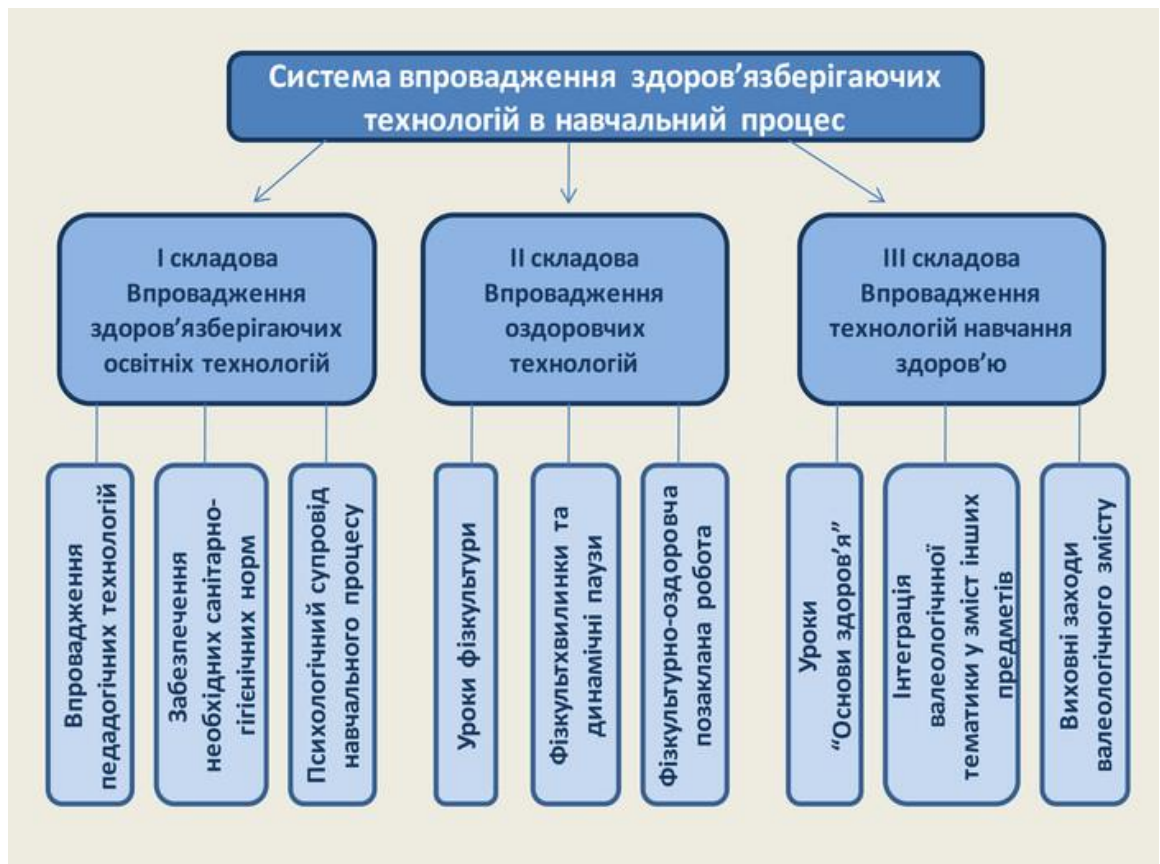 Система впровадження здоров’язберігаючих
технологій в навчальний процес
І складова
Впровадження
здоров’язберігаючих
освітніх технологій
ІІ складова
Впровадження
оздоровчих
технологій
ІІІ складова
Впровадження
технологій навчання
здоров’ю
Впровадження
педадогічних технологій
Забезпечення
необхідних санітарно-
гігієнічних норм
Психологічний супровід
навчального процесу
Уроки фізкультури
Фізкультхвилинки та
динамічні паузи
Фізкультурно-оздоровча
позаклана робота
Уроки
“Основи здоров’я”
Інтеграція
валеологічної
тематики у зміст інших
предметів
Виховні заходи
валеологічного змісту